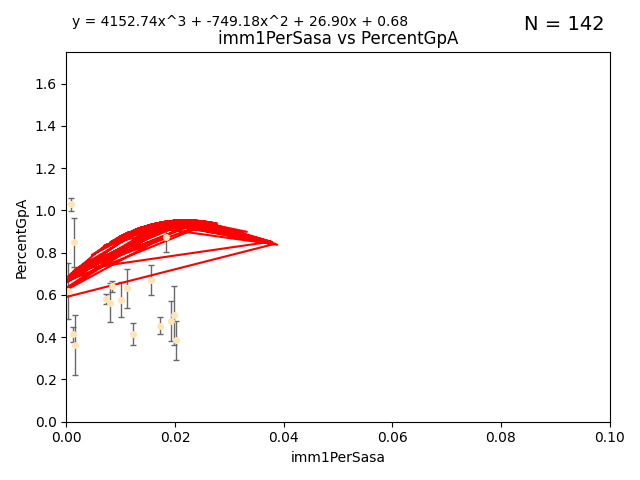 y = 4152.74x^3 + -749.18x^2 + 26.90x + 0.68
N = 142
imm1PerSasa vs PercentGpA
1.6
1.4
1.2
1.0
0.8
0.6
0.4
0.2
0.0
PercentGpA
0.00 0.02 0.04 0.06 0.08 0.10
imm1PerSasa